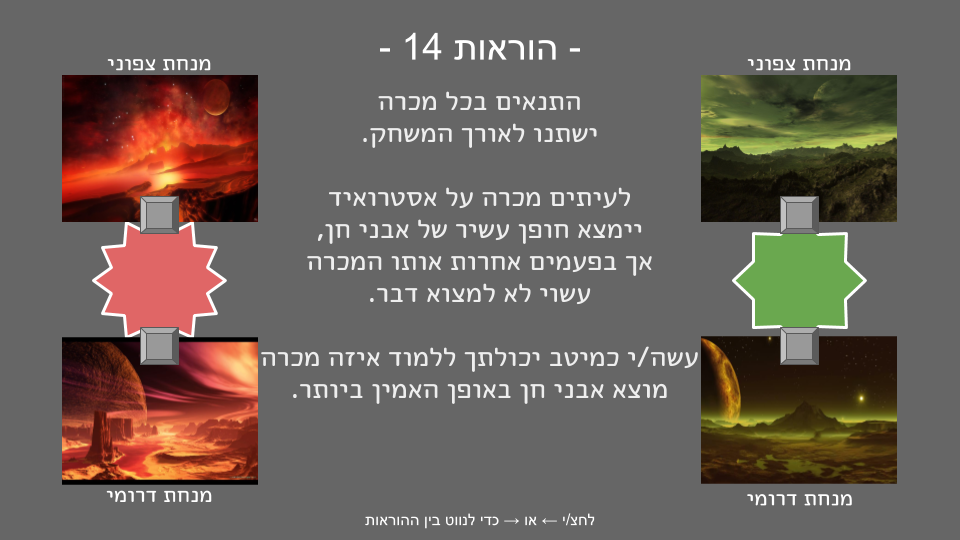 - הוראות 14 -
מנחת צפוני
מנחת צפוני
התנאים בכל מכרה
ישתנו לאורך המשחק.
לעיתים מכרה על אסטרואיד
יימצא חופן עשיר של אבני חן,
אך בפעמים אחרות אותו המכרה
עשוי לא למצוא דבר.
עשה/י כמיטב יכולתך ללמוד איזה מכרה
מוצא אבני חן באופן האמין ביותר.
מנחת דרומי
מנחת דרומי
לחצ/י ← או → כדי לנווט בין ההוראות